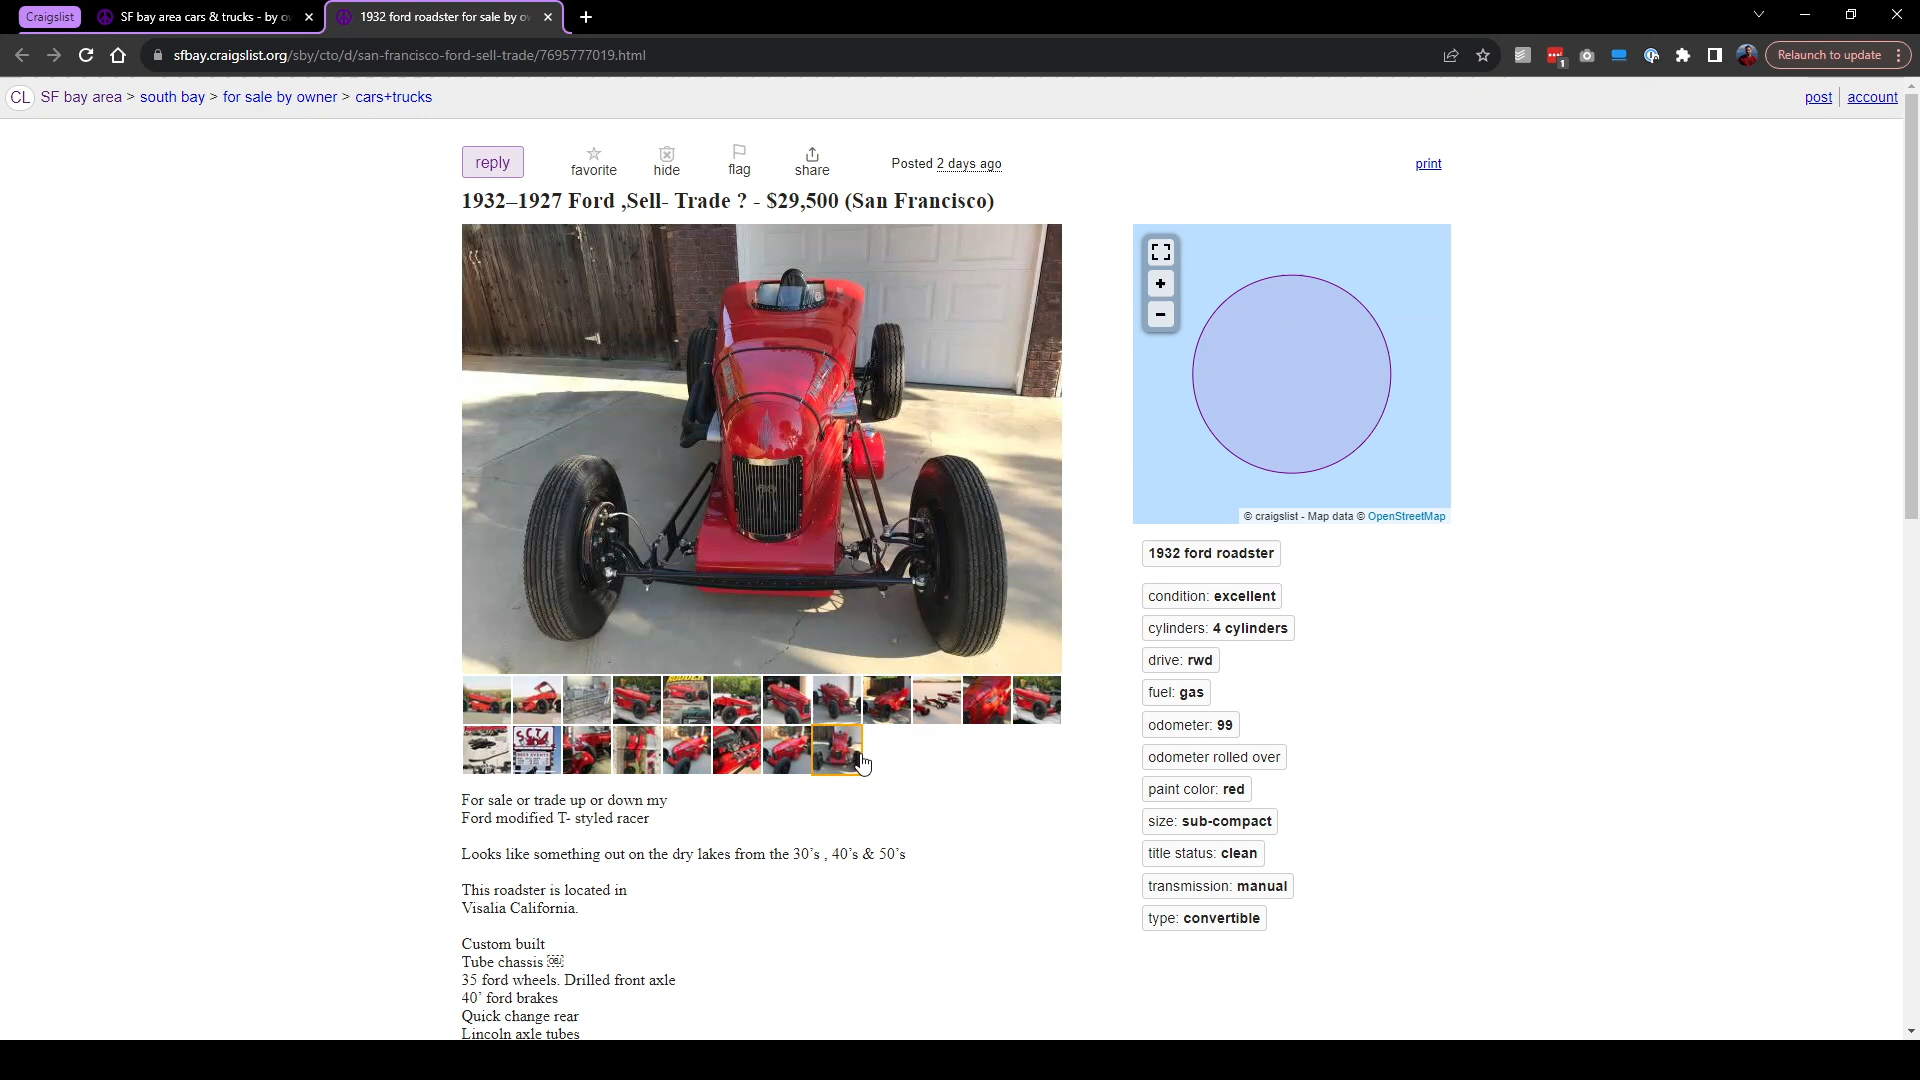 Craigslist
SF bay area cars & trucks - by o
1932 ford roadster for sale by o
sfbay.craigslist.org/sby/cto/d/san-francisco-ford-sell-trade/7695777019.html
1
Relaunch to update
CL SF bay area > south bay > for sale by owner > cars+trucks
post account
reply
favorite
hide
flag
share
Posted 2 days ago
print
1932–1927 Ford ,Sell- Trade ? - $29,500 (San Francisco)
+
−
© craigslist - Map data © OpenStreetMap
1932 ford roadster
condition: excellent
cylinders: 4 cylinders
drive: rwd
fuel: gas
odometer: 99
odometer rolled over
paint color: red
size: sub-compact
title status: clean
transmission: manual
type: convertible
For sale or trade up or down my
Ford modified T- styled racer
Looks like something out on the dry lakes from the 30’s , 40’s & 50’s
This roadster is located in
Visalia California.
Custom built
Tube chassis ￼
35 ford wheels. Drilled front axle
40’ ford brakes
Quick change rear
Lincoln axle tubes